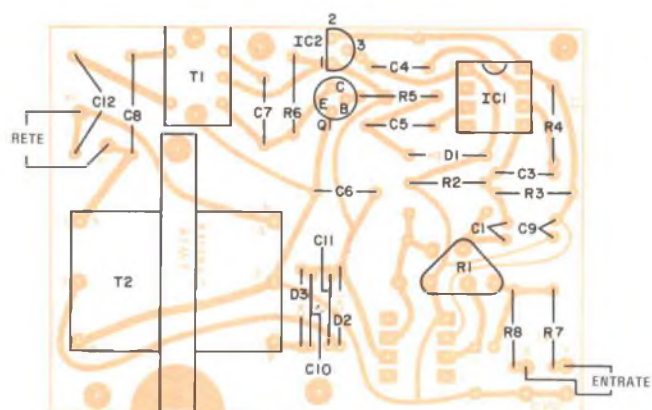 2
IC2
3
C4
T1
C
IC1
C12
C8
C7
R6
E
B
R5
R4
Q1
C5
RETE
D1
C3
R2
R3
C6
C1
C9
C11
R1
T2
D3
D2
R8
R7
C10
ENTRATE